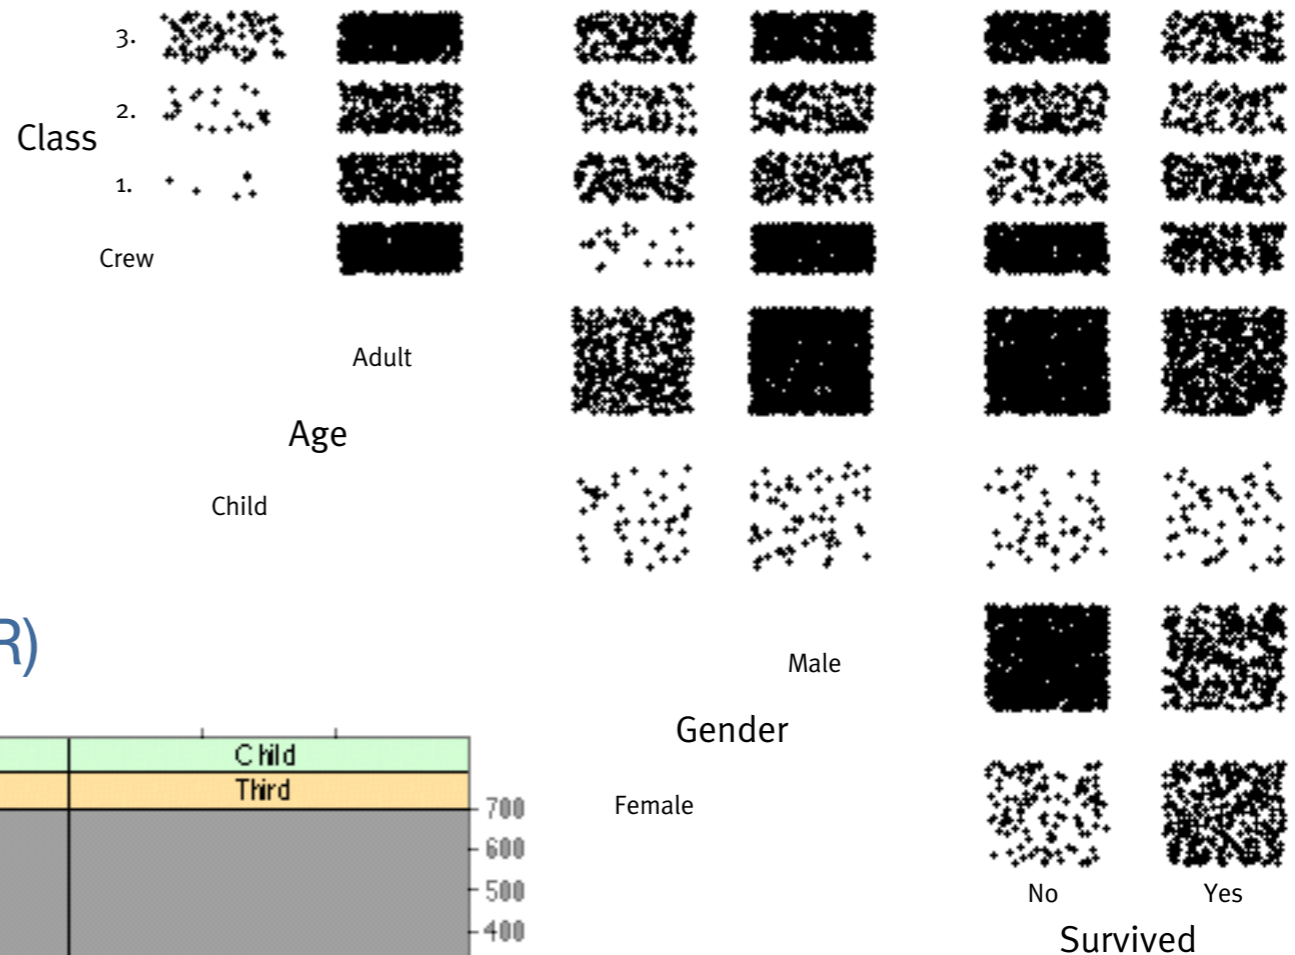 3.
2.
Class
1.
Crew
Adult
Age
Child
R)
Male
Gender
Child
Third
Female
700
600
No
Yes
500
400
Survived